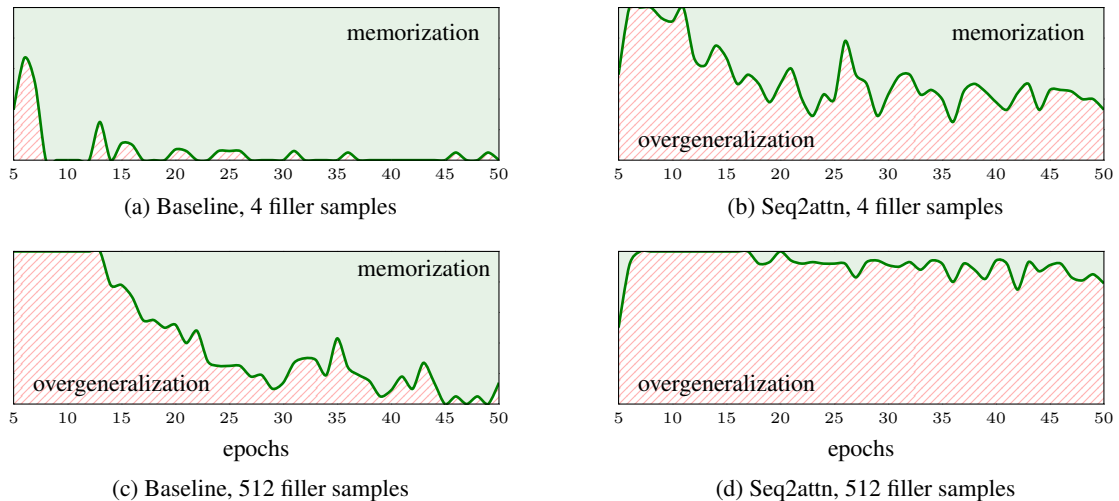 memorization
5 10 15 20 25 30 35 40 45 50
(a) Baseline, 4 filler samples
memorization
overgeneralization
5 10 15 20 25 30 35 40 45 50
(b) Seq2attn, 4 filler samples
memorization
overgeneralization
5 10 15 20 25 30 35 40 45 50
epochs
(c) Baseline, 512 filler samples
overgeneralization
5 10 15 20 25 30 35 40 45 50
epochs
(d) Seq2attn, 512 filler samples